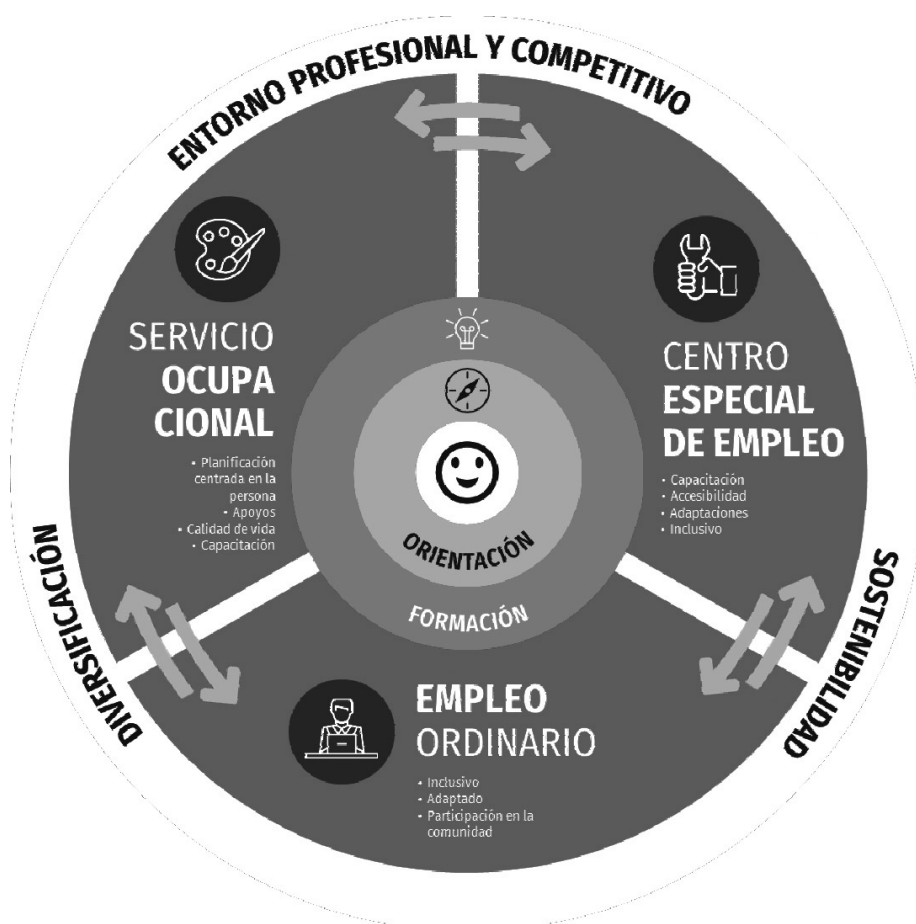 ENTORNO PROFESIONAL Y COMPETITIVO
SERVICIO
OCUPA
CIONAL
• Planificación
centrada en la
persona
• Apoyos
• Calidad de vida
• Capacitación
CENTRO
ESPECIAL
DE EMPLEO
• Capacitación
• Accesibilidad
• Adaptaciones
• Inclusivo
ORIENTACIÓN
FORMACIÓN
EMPLEO
ORDINARIO
• Inclusivo
• Adaptado
• Participación en la
comunidad
DIVERSIFICACIÓN
SOSTENIBILIDAD